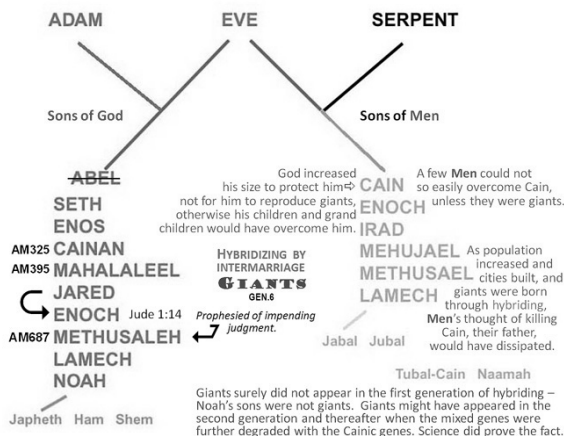 ADAM
EVE
SERPENT
Sons of God
Sons of Men
ABEL
SETH
ENOS
AM325 CAINAN
AM395 MAHALALEEL
JARED
ENOCH Jude 1:14
AM687 METHUSALEH
LAMECH
NOAH
Japheth Ham Shem
HYBRIDIZING BY
INTERMARRIAGE
GIANTS
GEN.6
Prophesied of impending
judgment.
God increased
his size to protect him⇨
not for him to reproduce giants,
otherwise his children and grand
children would have overcome him.
CAIN
ENOCH
IRAD
MEHUJAEL
METHUSAEL
LAMECH
A few Men could not
so easily overcome Cain,
unless they were giants.
As population
increased and
cities built, and
giants were born
through hybriding,
Men's thought of killing
Cain, their father,
would have dissipated.
Jabal Jubal
Tubal-Cain Naamah
Giants surely did not appear in the first generation of hybriding –
Noah's sons were not giants. Giants might have appeared in the
second generation and thereafter when the mixed genes were
further degraded with the Cainic genes. Science did prove the fact.